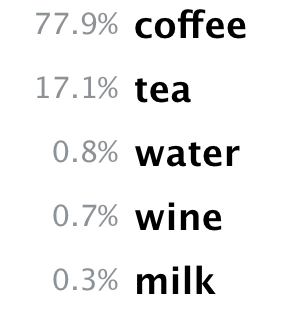 77.9% coffee
17.1% tea
0.8% water
0.7% wine
0.3% milk